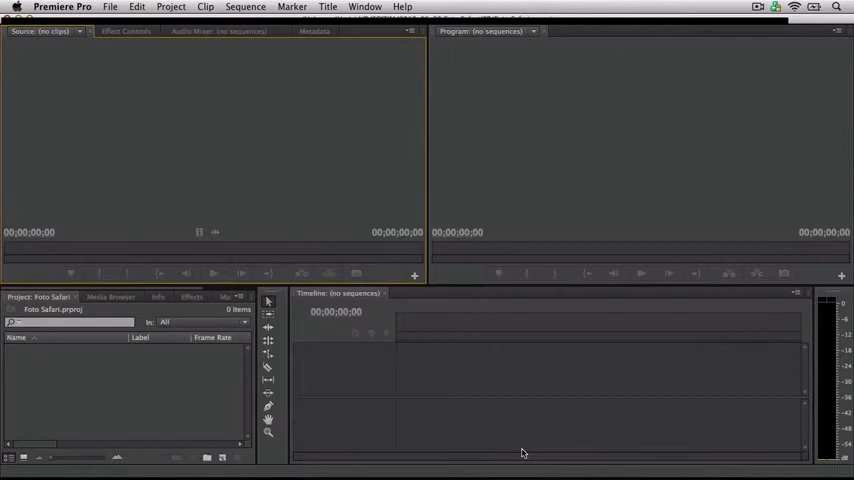 Premiere Pro File Edit Project Clip Sequence Marker Title Window Help
Source: (no clips) Effect Controls Audio Mixer: (no sequences) Metadata Program: (no sequences)
00;00;00;00 00;00;00;00 00;00;00;00 00;00;00;00
Project: Foto Safari Media Browser Info Effects Ma Timeline: (no sequences)
Foto Safari.prproj 0 Items
00;00;00;00
In: All
Name Label Frame Rate
0
-6
-12
-18
-24
-30
-36
-42
-48
-54
dB